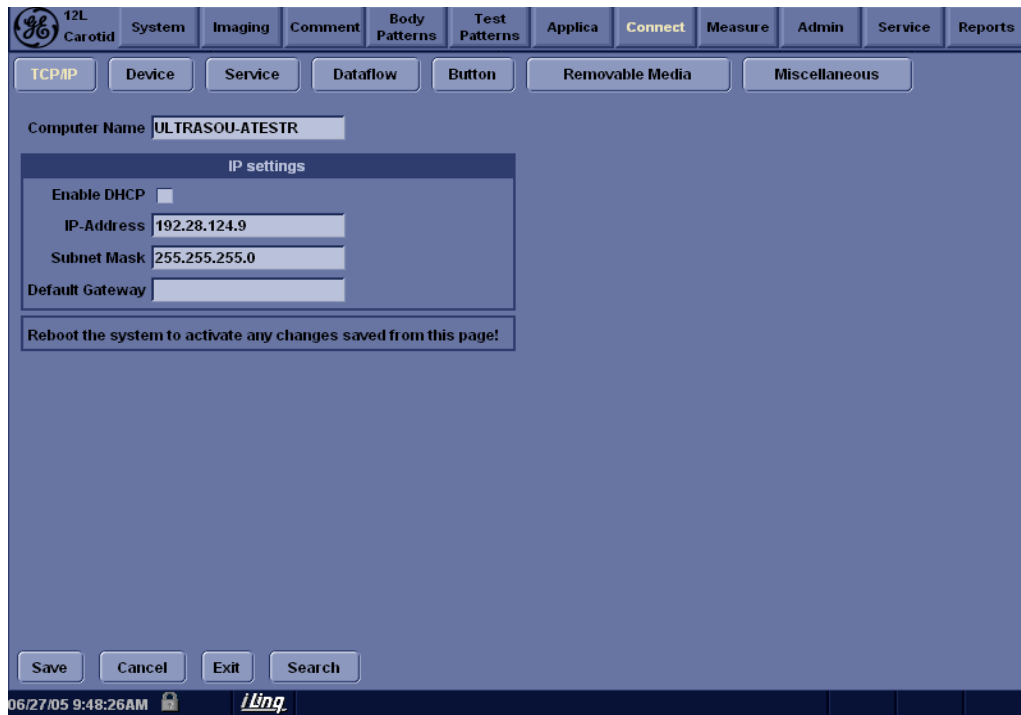 GE 12L Carotid System Imaging Comment Body Patterns Test Patterns Applica Connect Measure Admin Service Reports
TCP/IP Device Service Dataflow Button Removable Media Miscellaneous
Computer Name ULTRASOU-ATESTR
IP settings
Enable DHCP
IP-Address 192.28.124.9
Subnet Mask 255.255.255.0
Default Gateway
Reboot the system to activate any changes saved from this page!
Save Cancel Exit Search
06/27/05 9:48:26AM iLinq